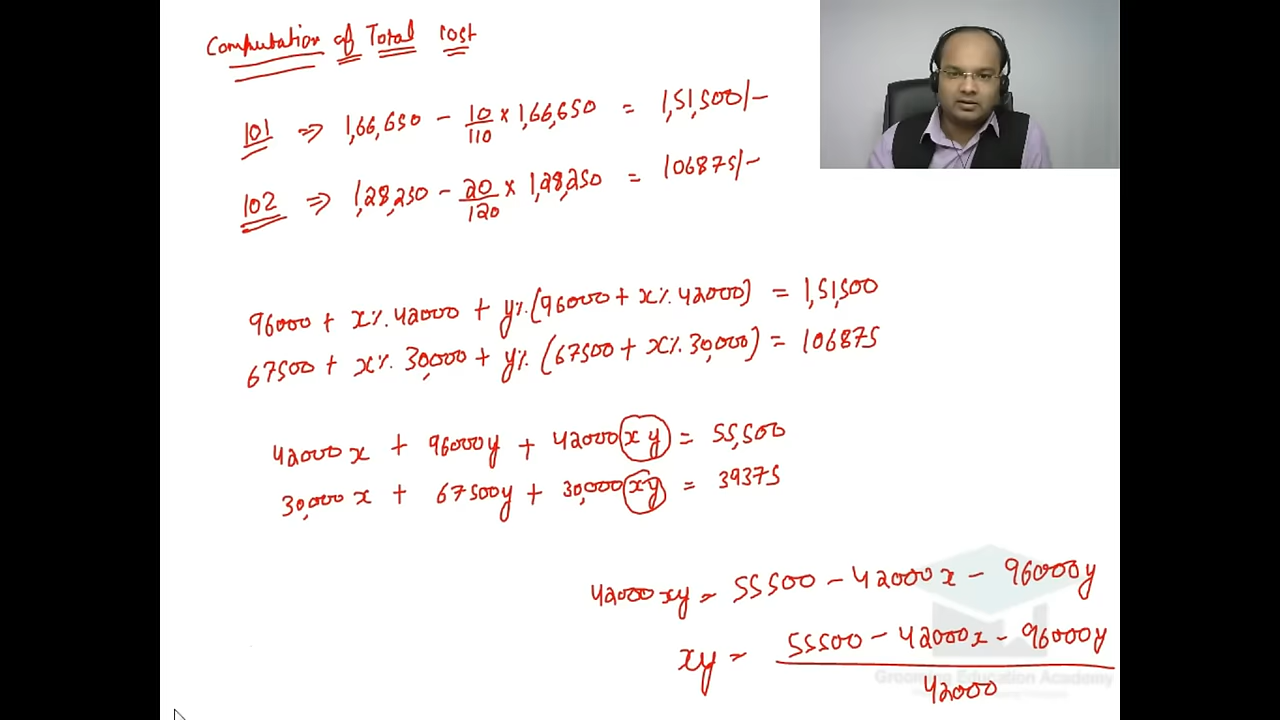 Computation of Total cost
101 ⇒ 1,66,650 - 10/110 × 1,66,650 = 1,51,500/-
102 ⇒ 1,28,250 - 20/120 × 1,28,250 = 106875/-
96000 + x%.42000 + y%.(96000 + x%.42000) = 1,51,500
67500 + x%. 30,000 + y%. (67500 + x%.30,000) = 106875
42000x + 96000y + 42000xy = 55,500
30,000x + 67500y + 30,000xy = 39375
42000xy = 55500 - 42000x - 96000y
xy = 55500 - 42000x - 96000y / 42000
Grooming Education Academy